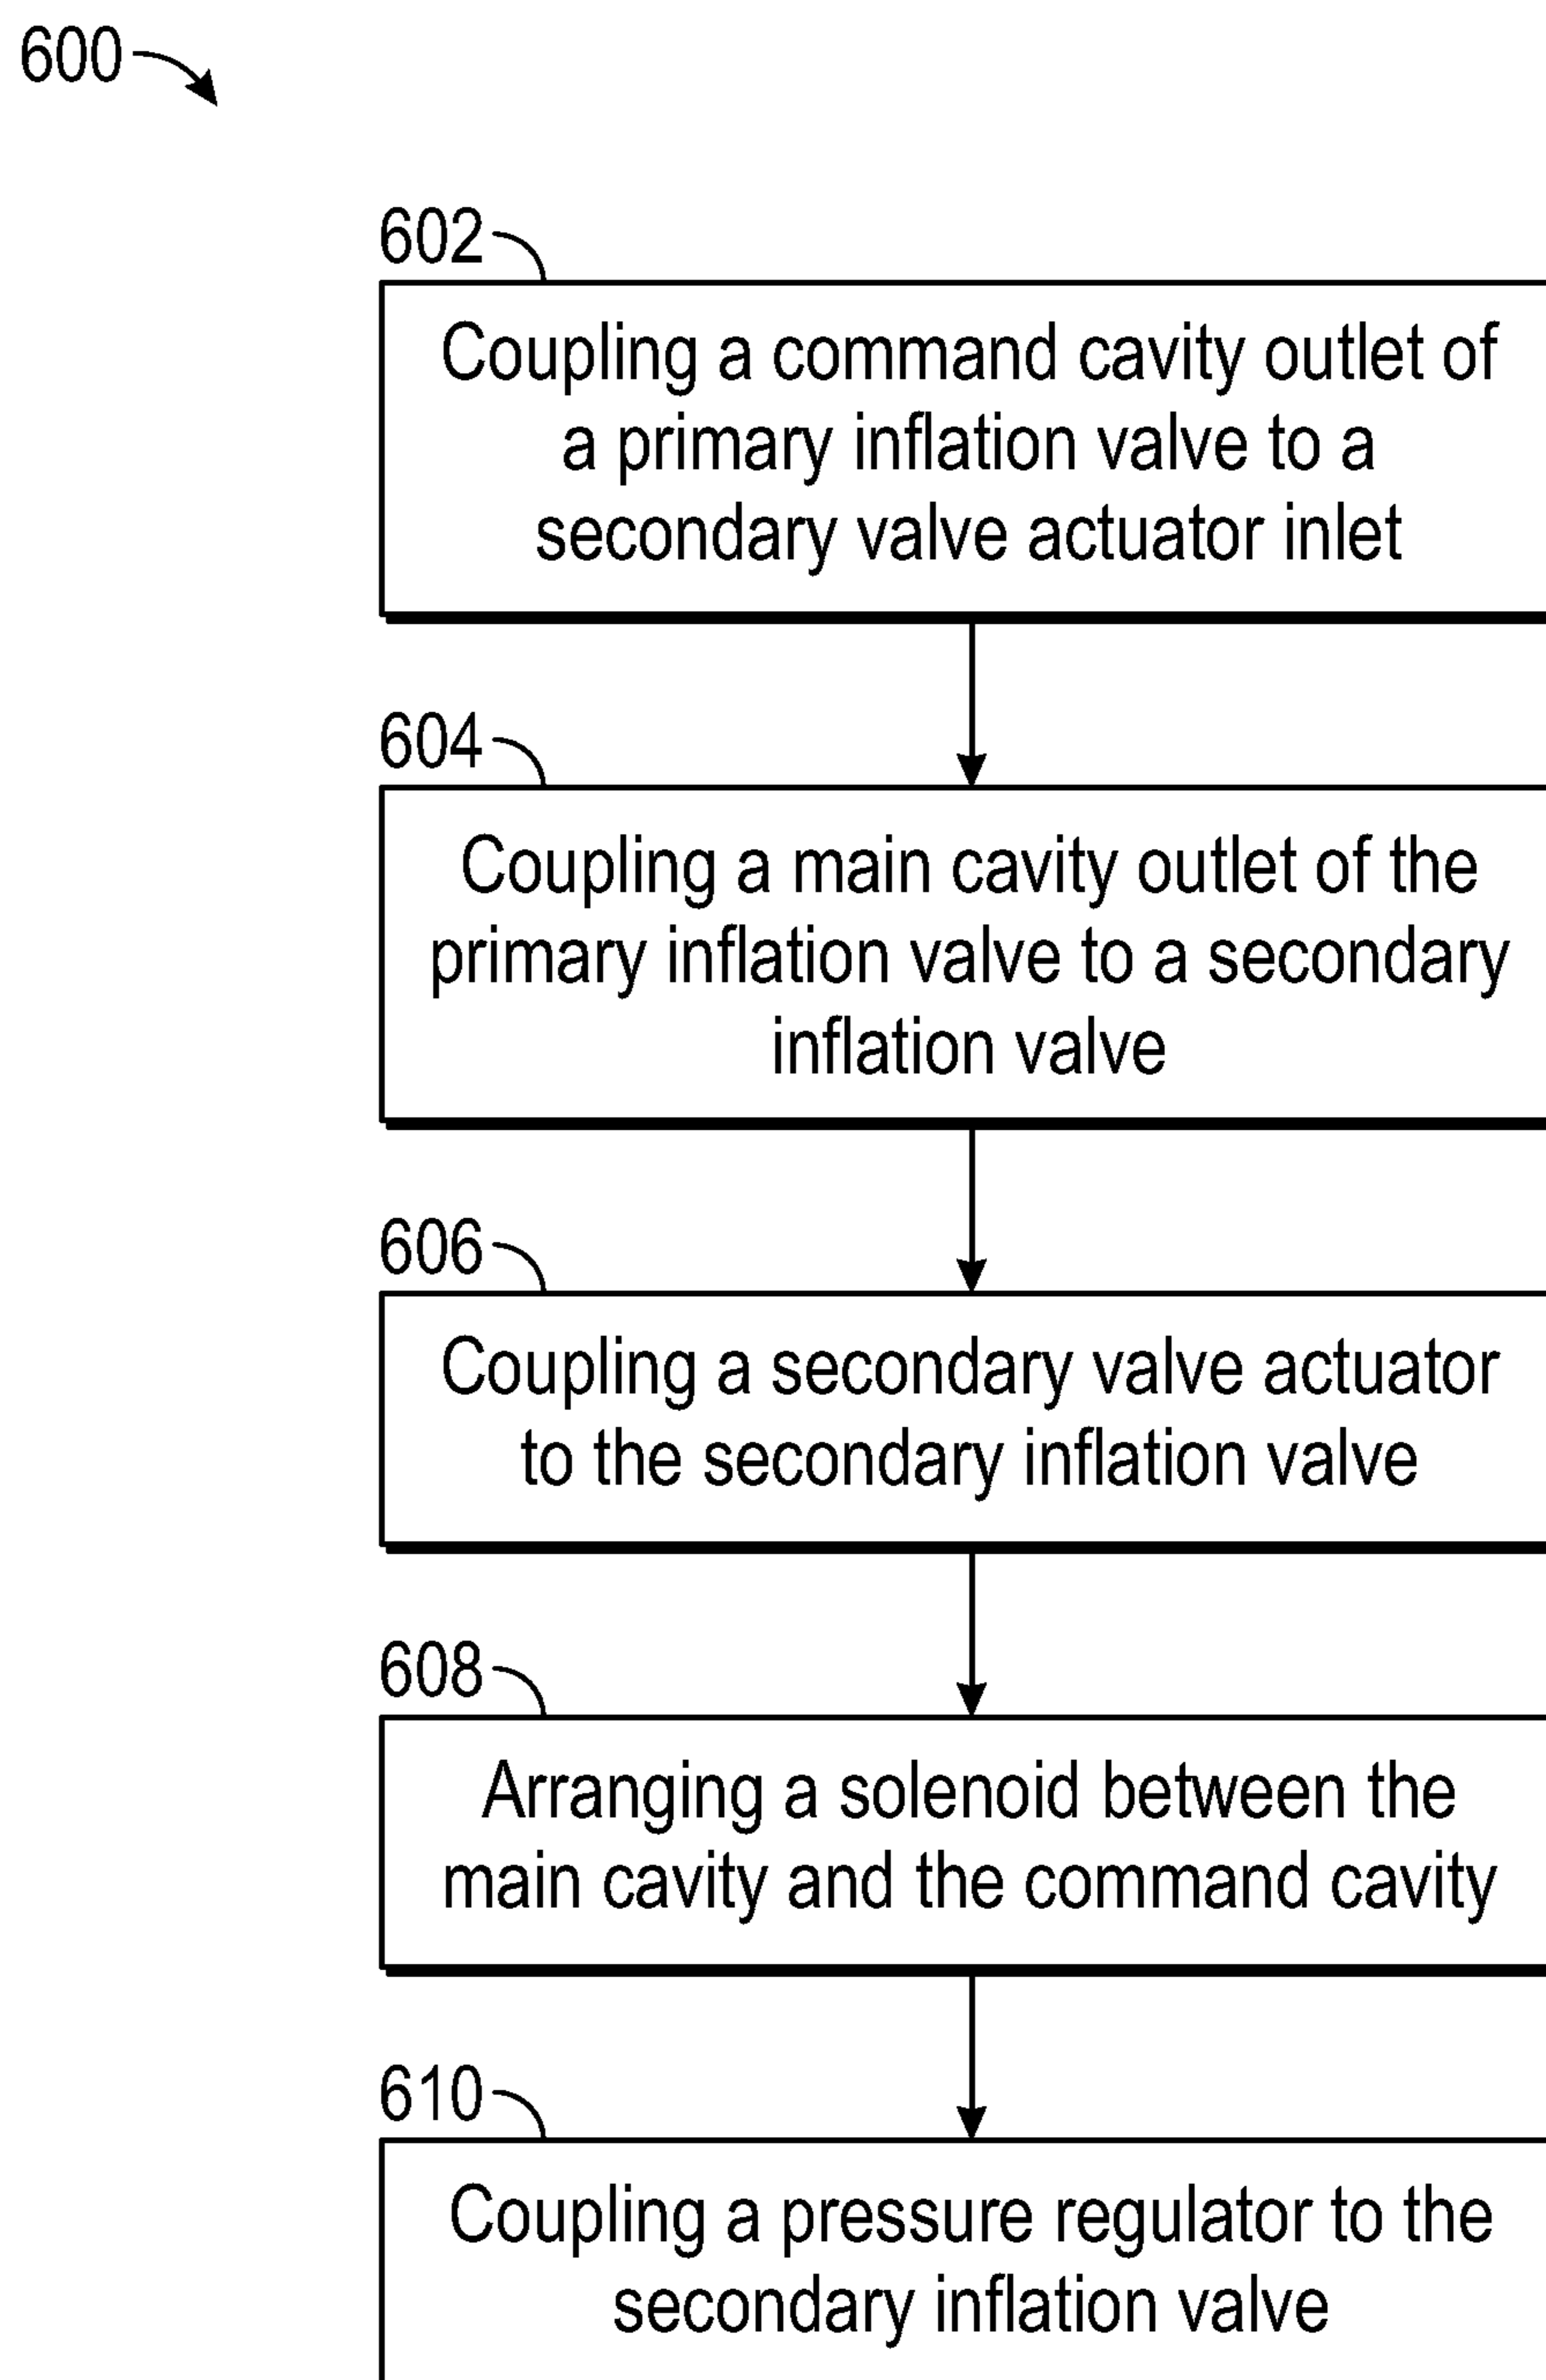 600
602
Coupling a command cavity outlet of
a primary inflation valve to a
secondary valve actuator inlet
604
Coupling a main cavity outlet of the
primary inflation valve to a secondary
inflation valve
606
Coupling a secondary valve actuator
to the secondary inflation valve
608
Arranging a solenoid between the
main cavity and the command cavity
610
Coupling a pressure regulator to the
secondary inflation valve